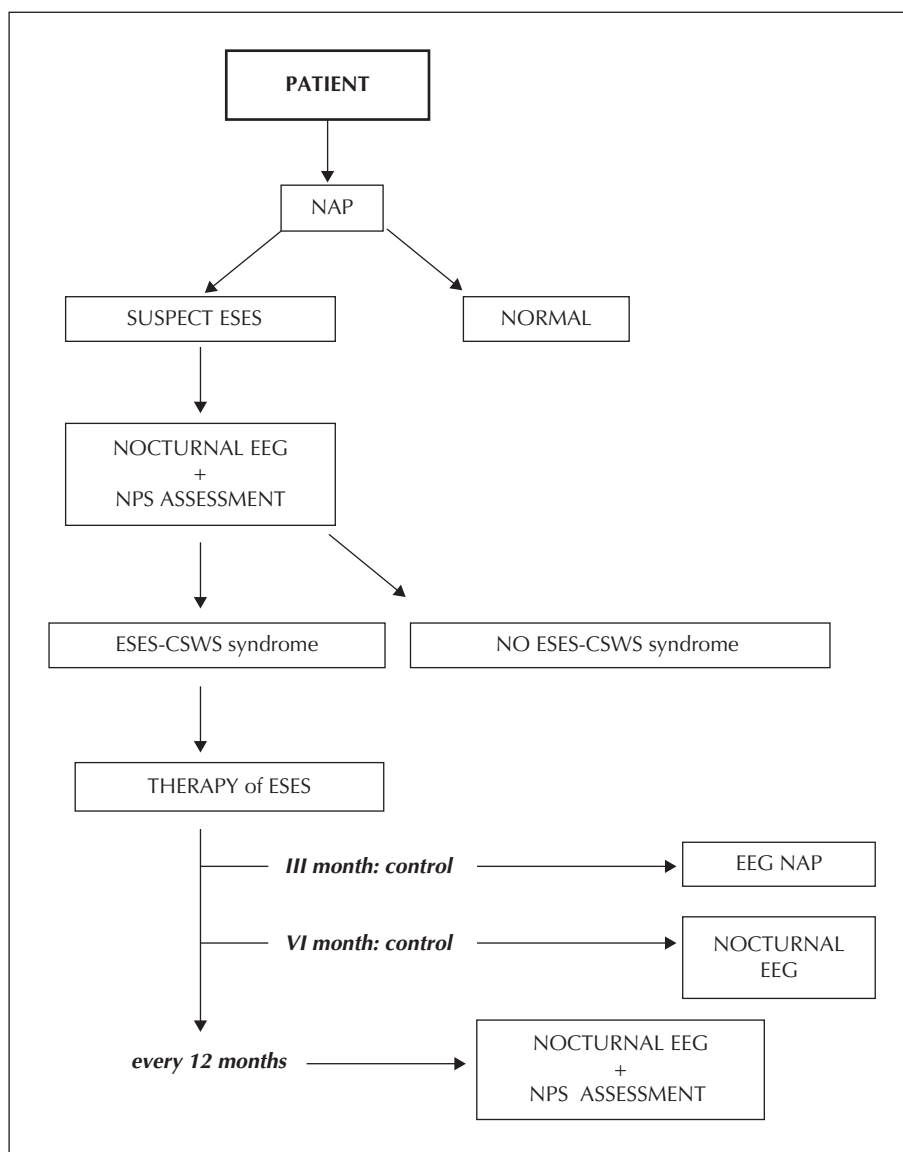 PATIENT
NAP
SUSPECT ESES
NORMAL
NOCTURNAL EEG
+
NPS ASSESSMENT
ESES-CSWS syndrome
NO ESES-CSWS syndrome
THERAPY of ESES
III month: control
EEG NAP
VI month: control
NOCTURNAL
EEG
every 12 months
NOCTURNAL EEG
+
NPS ASSESSMENT